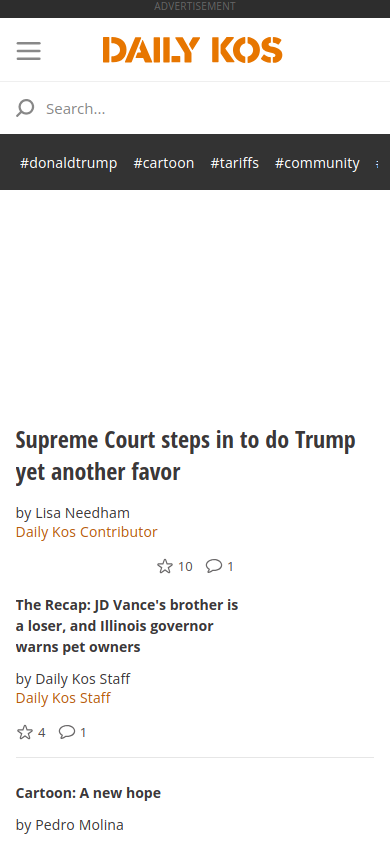 ADVERTISEMENT
DAILY KOS
Search...
#donaldtrump #cartoon #tariffs #community
Supreme Court steps in to do Trump
yet another favor
by Lisa Needham
Daily Kos Contributor
10 1
The Recap: JD Vance's brother is
a loser, and Illinois governor
warns pet owners
by Daily Kos Staff
Daily Kos Staff
4 1
Cartoon: A new hope
by Pedro Molina